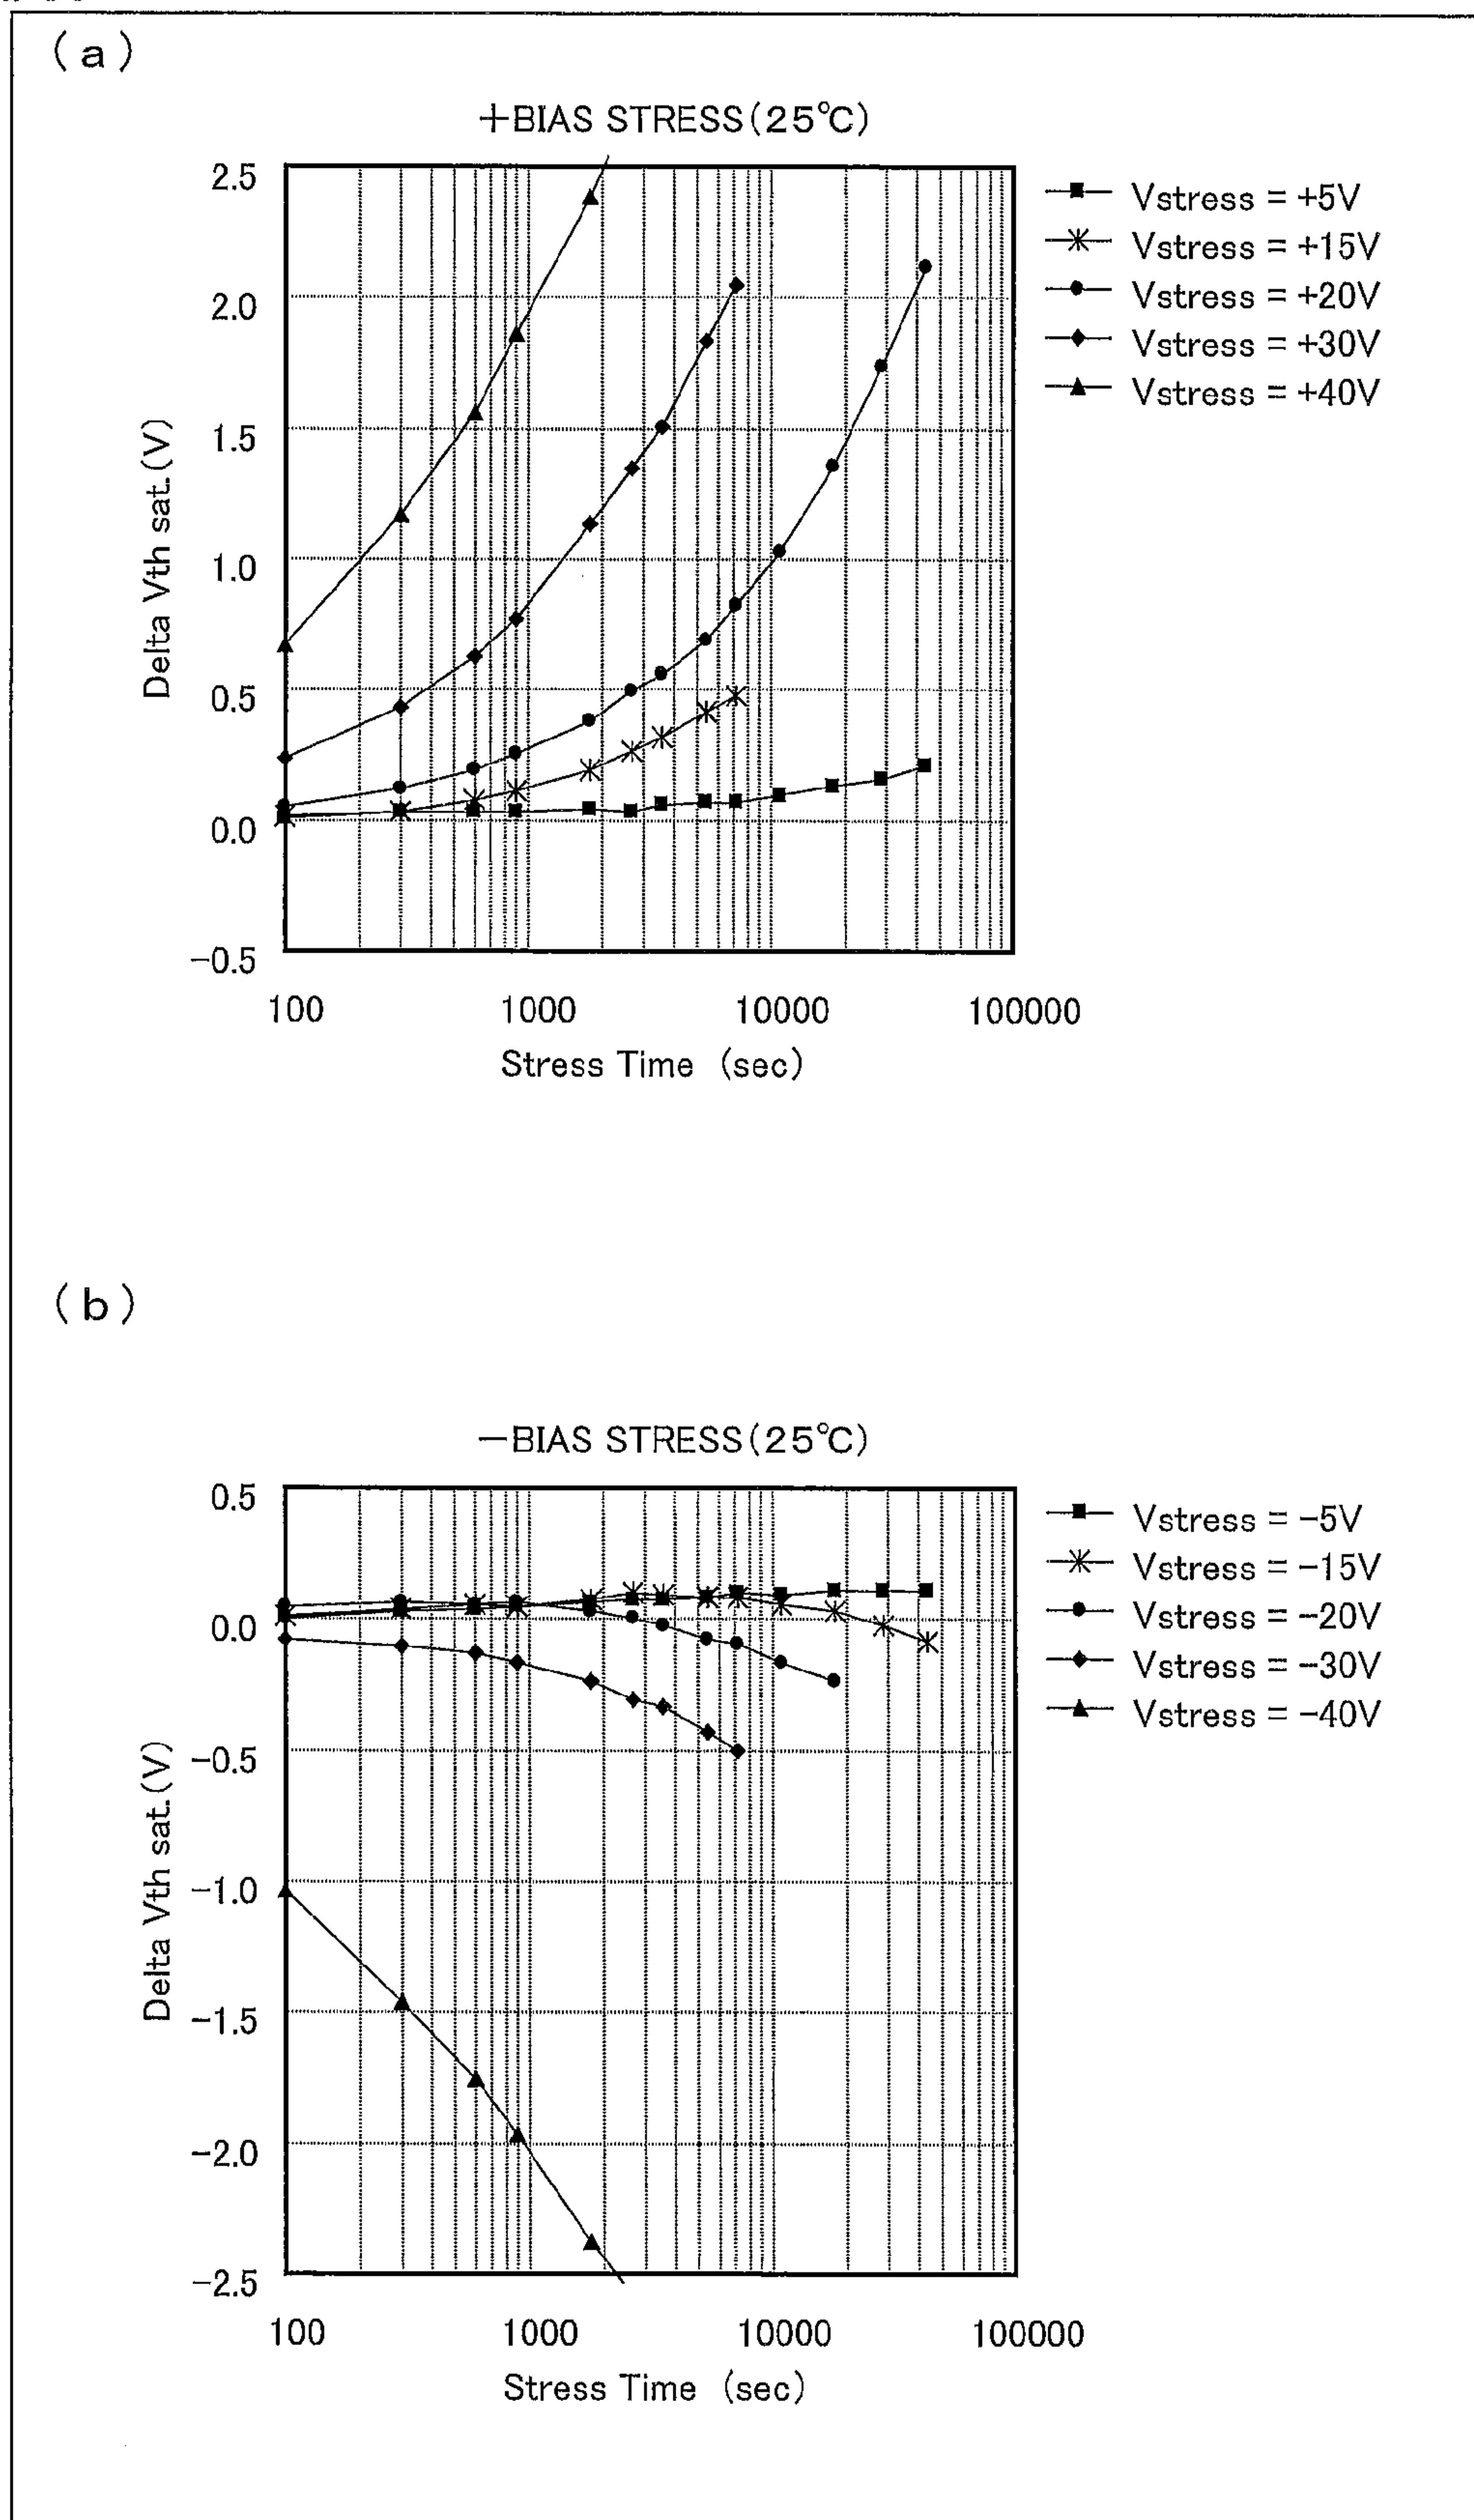 (a)
+BIAS STRESS(25℃)
2.5
2.0
1.5
1.0
0.5
0.0
−0.5
Delta Vth sat.(V)
100 1000 10000 100000
Stress Time (sec)
Vstress = +5V
Vstress = +15V
Vstress = +20V
Vstress = +30V
Vstress = +40V
(b)
−BIAS STRESS(25℃)
0.5
0.0
−0.5
−1.0
−1.5
−2.0
−2.5
Delta Vth sat.(V)
100 1000 10000 100000
Stress Time (sec)
Vstress = −5V
Vstress = −15V
Vstress = −20V
Vstress = −30V
Vstress = −40V